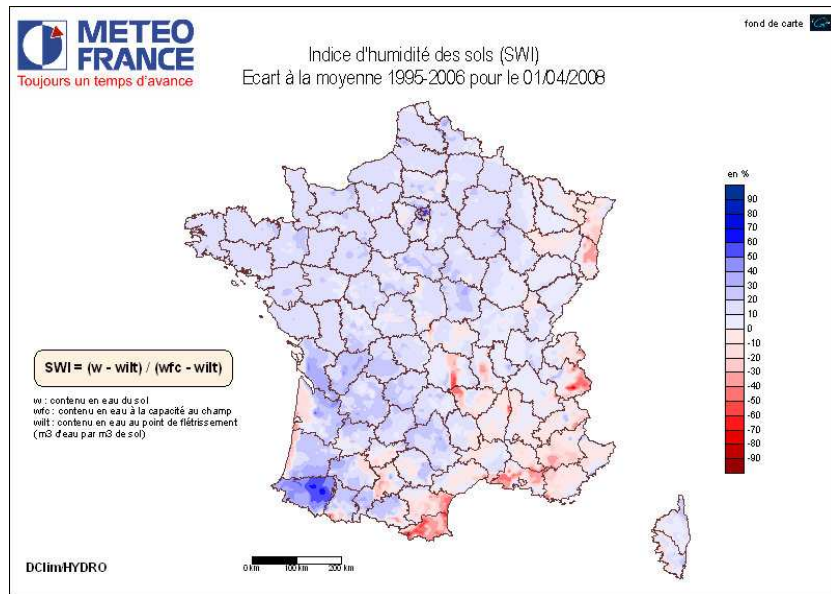 METEO
FRANCE
Toujours un temps d'avance
fond de carte
Indice d'humidité des sols (SWI)
Ecart à la moyenne 1995-2006 pour le 01/04/2008
en %
90
80
70
60
50
40
30
20
10
0
-10
-20
-30
-40
-50
-60
-70
-80
-90
SWI = (w - wilt) / (wfc - wilt)
w : contenu en eau du sol
wfc : contenu en eau à la capacité au champ
wilt : contenu en eau au point de flétrissement
(m3 d'eau par m3 de sol)
DClim/HYDRO
0 km 100 km 200 km